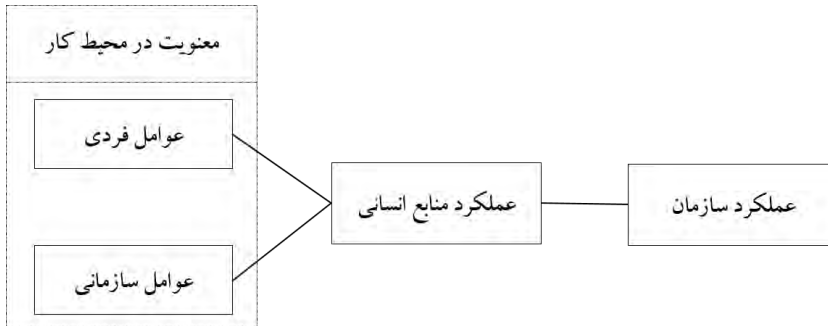 معنویت در محیط کار
عوامل فردی
عملکرد منابع انسانی
عملکرد سازمان
عوامل سازمانی